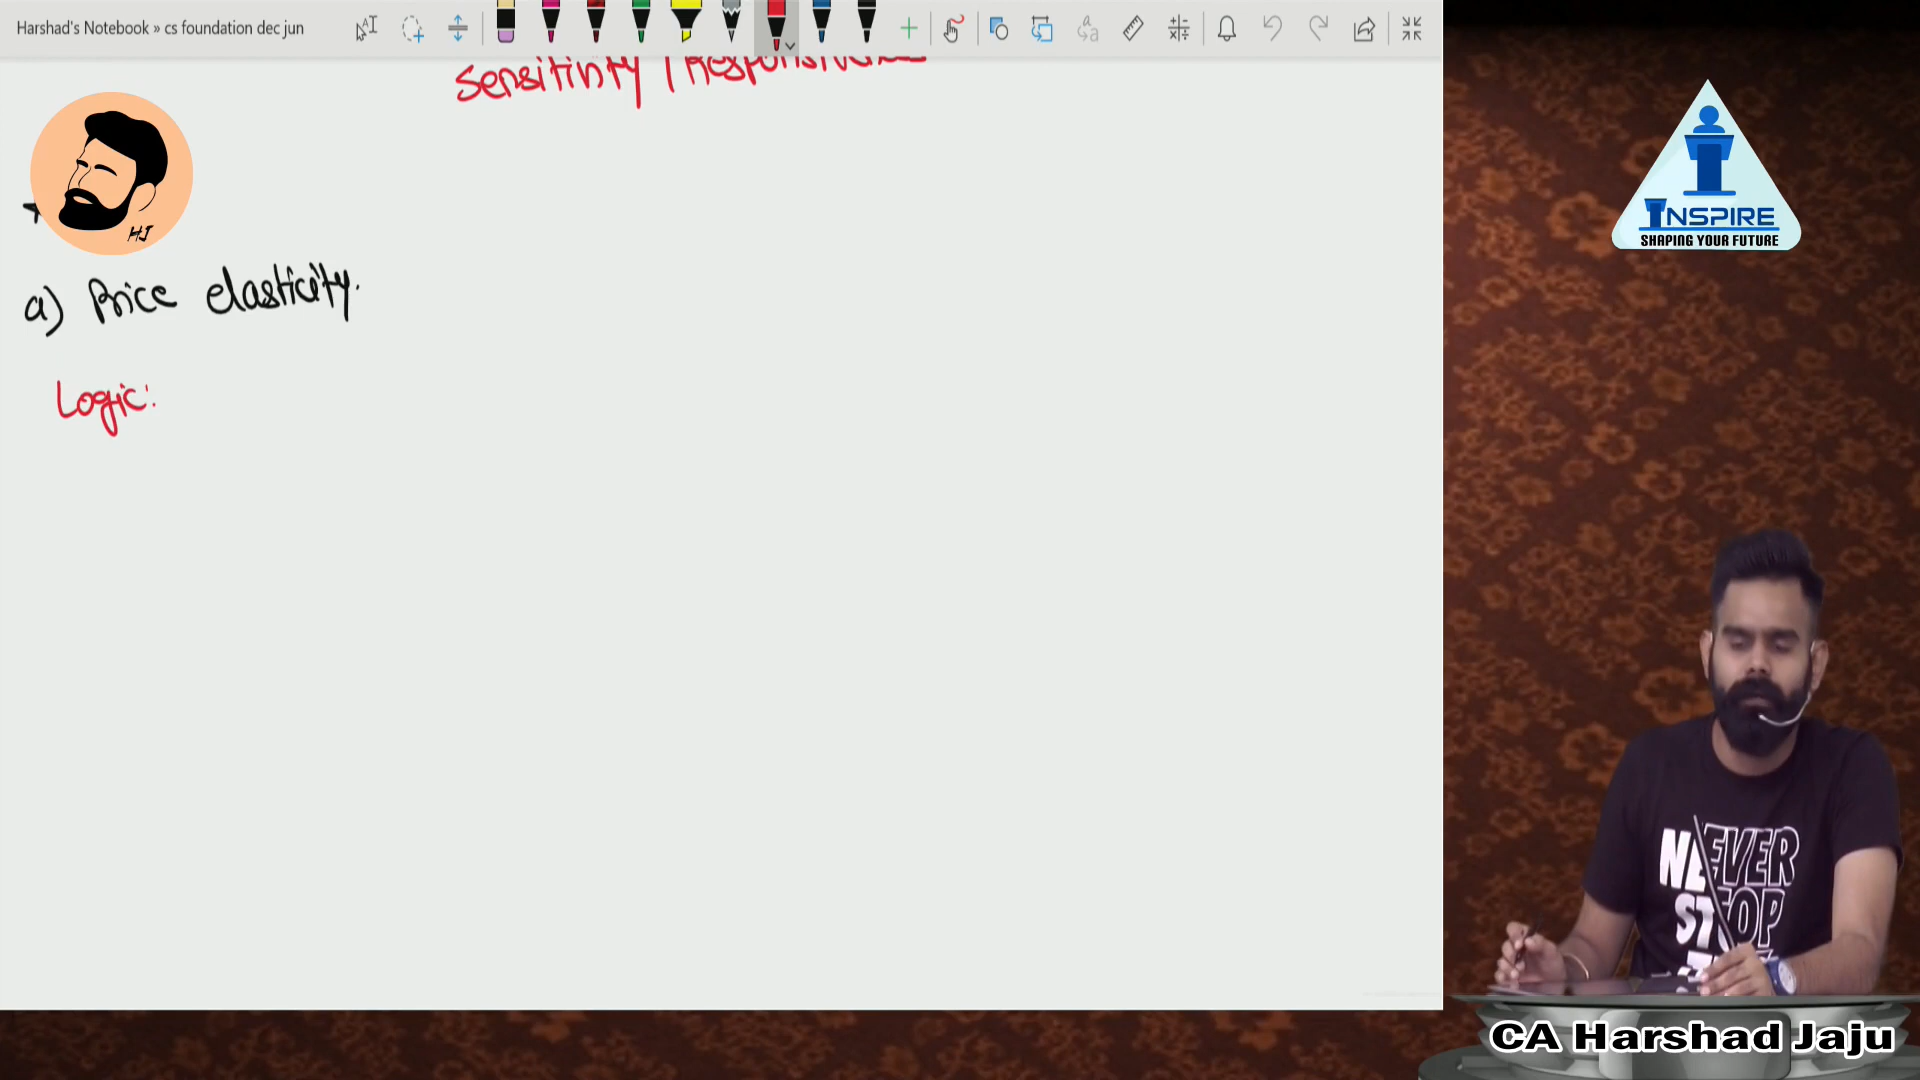 Harshad's Notebook » cs foundation dec jun
Sensitivity / Responsiveness
HJ
a) Price elasticity.
Logic:
INSPIRE
SHAPING YOUR FUTURE
NEVER
STOP
CA Harshad Jaju